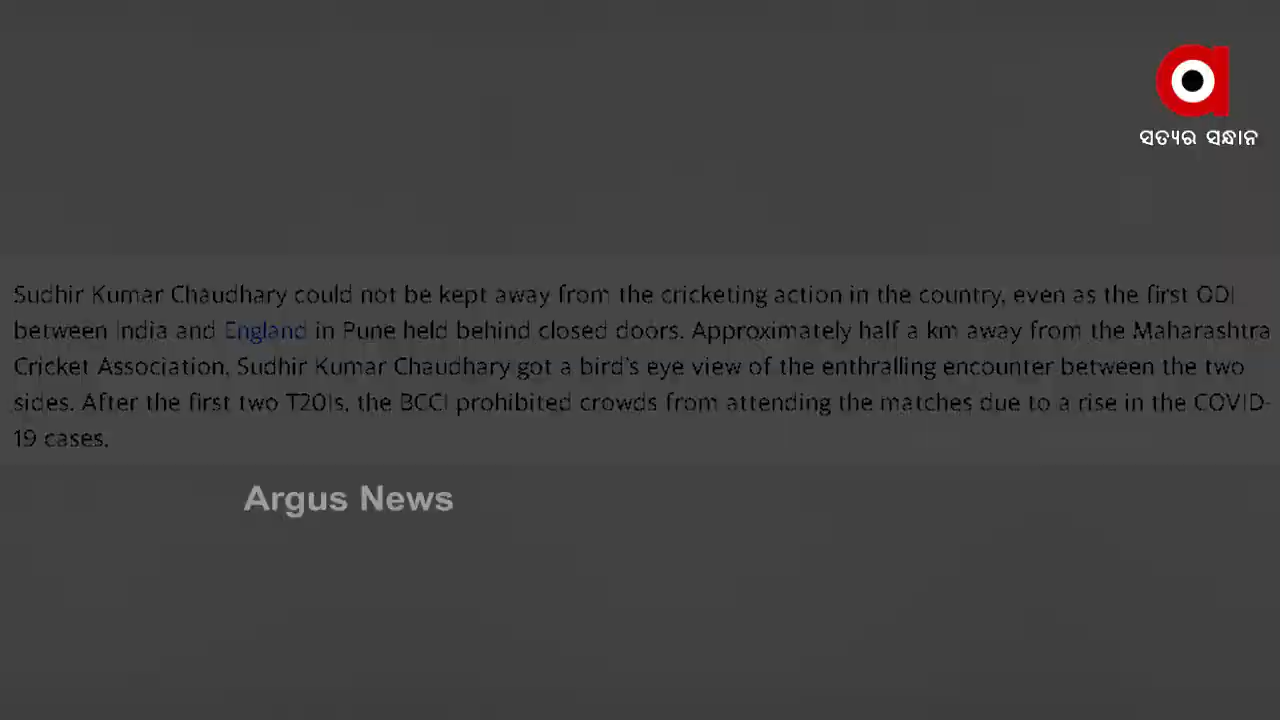 ସତ୍ୟର ସନ୍ଧାନ
Sudhir Kumar Chaudhary could not be kept away from the cricketing action in the country, even as the first ODI
between India and England in Pune held behind closed doors. Approximately half a km away from the Maharashtra
Cricket Association, Sudhir Kumar Chaudhary got a bird's eye view of the enthralling encounter between the two
sides. After the first two T20Is, the BCCI prohibited crowds from attending the matches due to a rise in the COVID-
19 cases.
Argus News